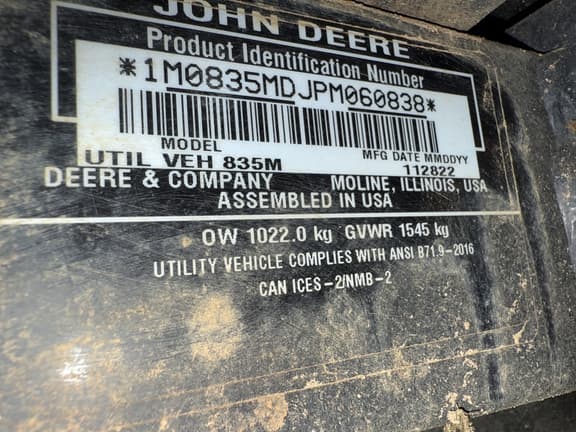 JOHN DEERE
Product Identification Number
*1M0835MDJPM060838*
MODEL MFG DATE MMDDYY
UTIL VEH 835M 112822
DEERE & COMPANY MOLINE, ILLINOIS, USA
ASSEMBLED IN USA
OW 1022.0 kg GVWR 1545 kg
UTILITY VEHICLE COMPLIES WITH ANSI B71.9-2016
CAN ICES-2/NMB-2